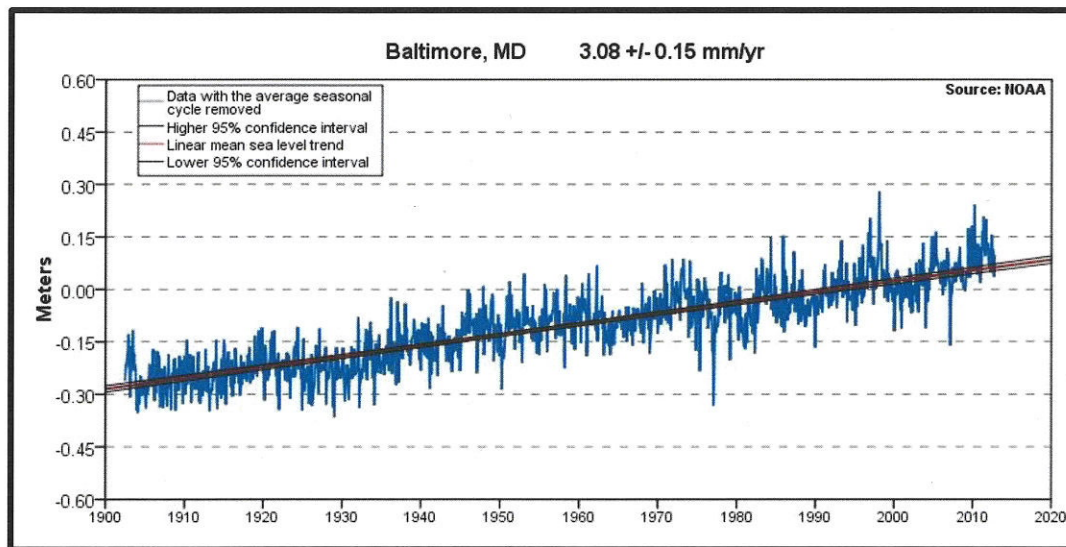 Baltimore, MD 3.08 +/- 0.15 mm/yr
Source: NOAA
Data with the average seasonal
cycle removed
Higher 95% confidence interval
Linear mean sea level trend
Lower 95% confidence interval
Meters
0.60
0.45
0.30
0.15
0.00
-0.15
-0.30
-0.45
-0.60
1900 1910 1920 1930 1940 1950 1960 1970 1980 1990 2000 2010 2020